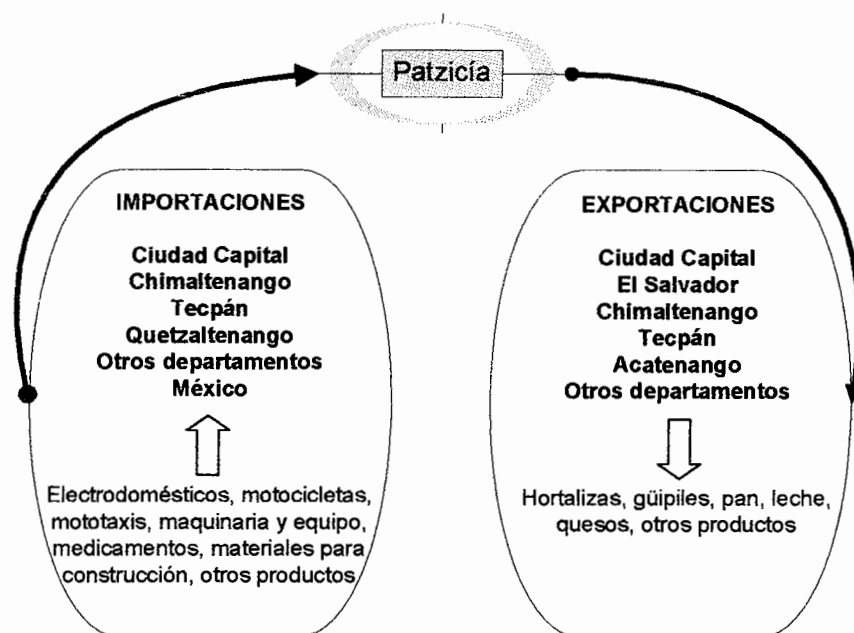 Patzicía
IMPORTACIONES
Ciudad Capital
Chimaltenango
Tecpán
Quetzaltenango
Otros departamentos
México
Electrodomésticos, motocicletas,
mototaxis, maquinaria y equipo,
medicamentos, materiales para
construcción, otros productos
EXPORTACIONES
Ciudad Capital
El Salvador
Chimaltenango
Tecpán
Acatenango
Otros departamentos
Hortalizas, güipiles, pan, leche,
quesos, otros productos